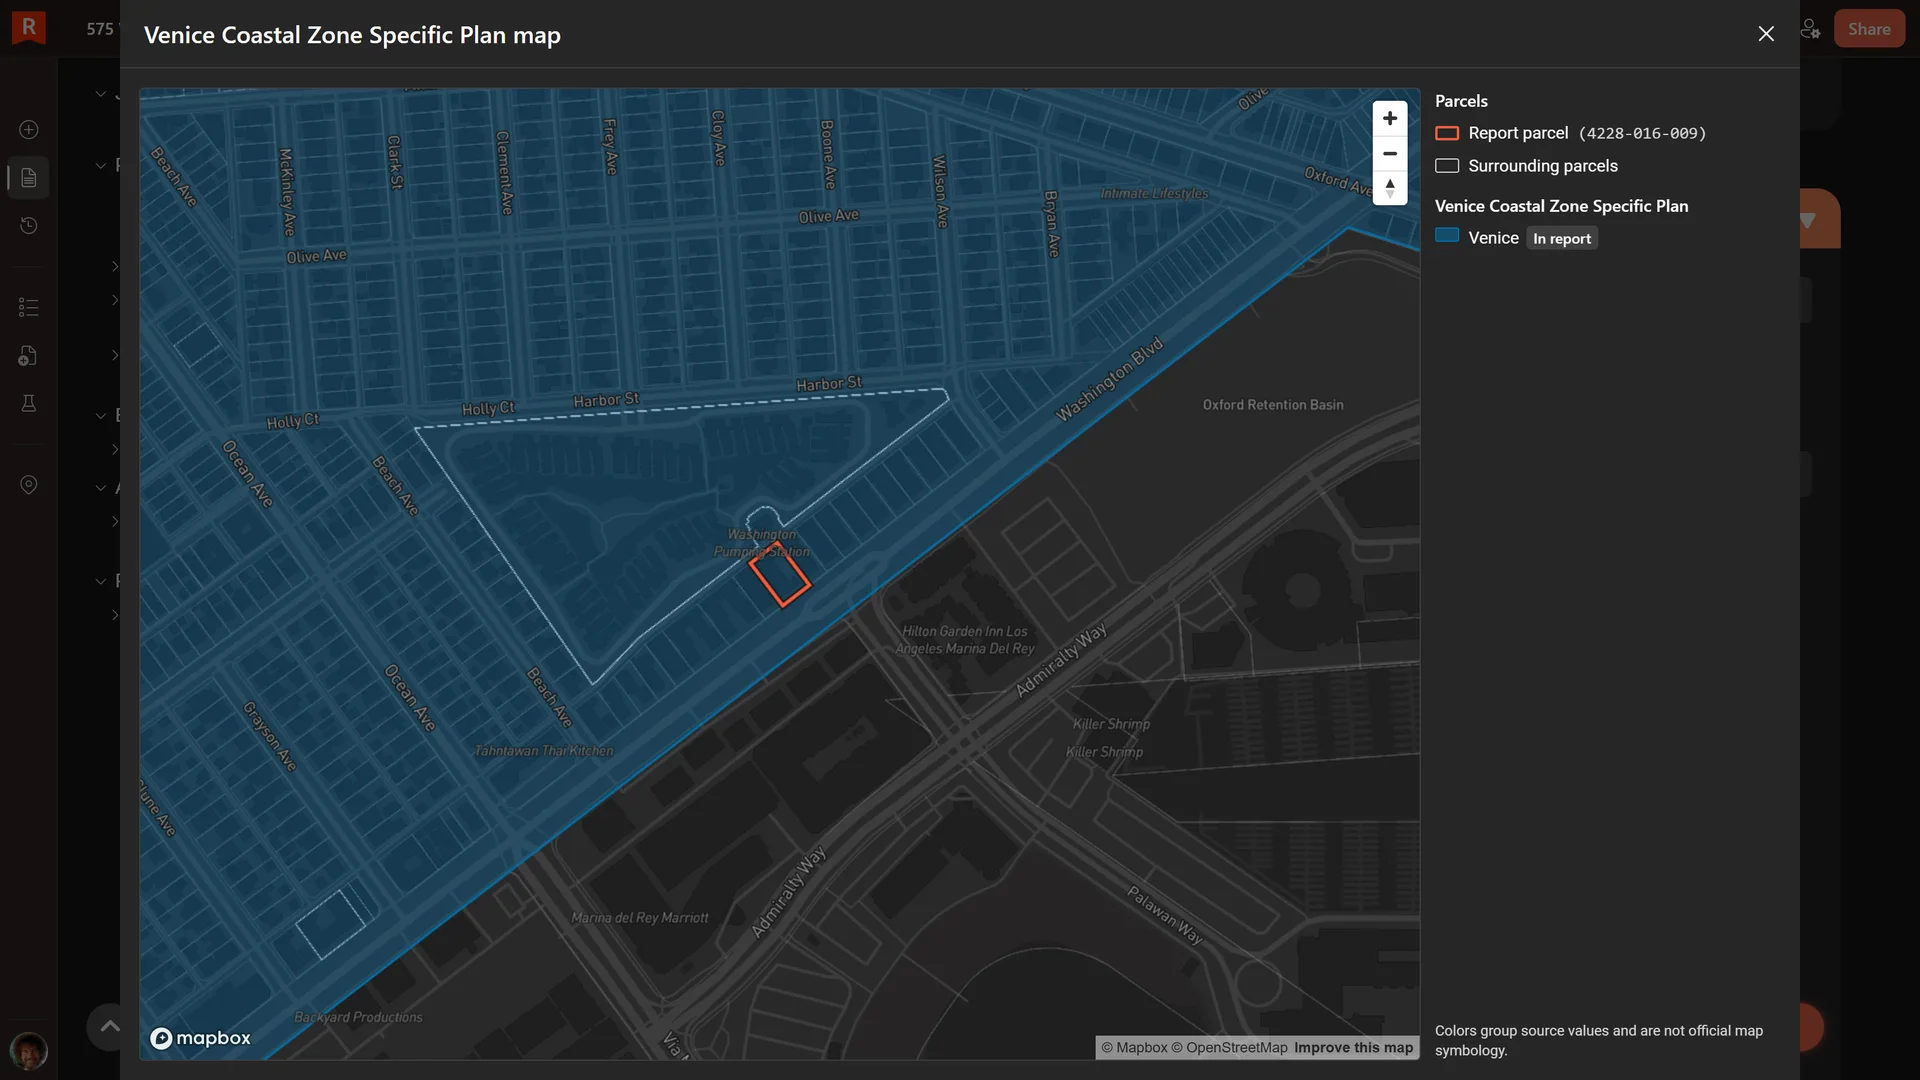 R
575
Venice Coastal Zone Specific Plan map
Share
Beach Ave
McKinley Ave
Clark St
Clement Ave
Frey Ave
Cloy Ave
Boone Ave
Wilson Ave
Bryan Ave
Olive
Oxford Ave
Intimate Lifestyles
Olive Ave
Olive Ave
Washington Blvd
Harbor St
Harbor St
Holly Ct
Holly Ct
Oxford Retention Basin
Ocean Ave
Beach Ave
Washington
Pumping Station
Hilton Garden Inn Los
Angeles Marina Del Rey
Admiralty Way
Ocean Ave
Beach Ave
Grayson Ave
Tahntawan Thai Kitchen
Killer Shrimp
Killer Shrimp
Admiralty Way
Palawan Way
Marina del Rey Marriott
Backyard Productions
mapbox
© Mapbox © OpenStreetMap Improve this map
Parcels
Report parcel (4228-016-009)
Surrounding parcels
Venice Coastal Zone Specific Plan
Venice In report
Colors group source values and are not official map
symbology.